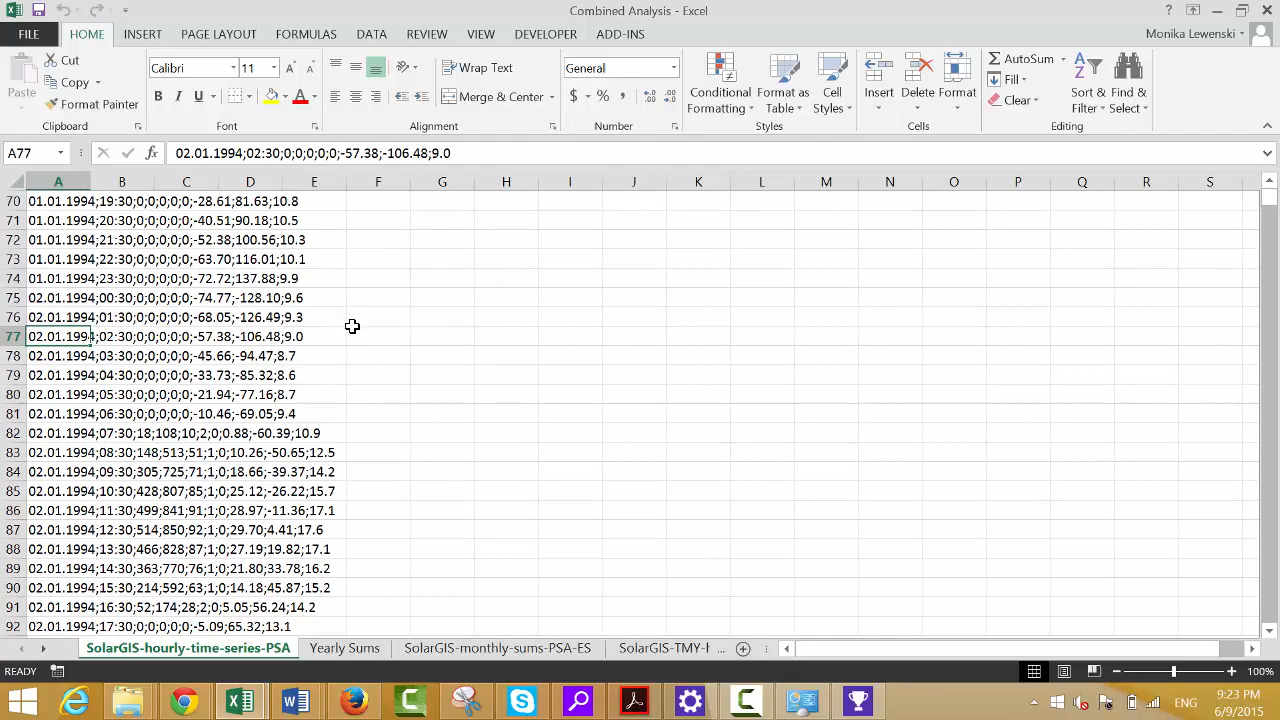 Combined Analysis - Excel
FILE HOME INSERT PAGE LAYOUT FORMULAS DATA REVIEW VIEW DEVELOPER ADD-INS Monika Lewenski
Paste Cut Copy Format Painter
Clipboard
Calibri 11
B I U A
Font
Wrap Text
Merge & Center
Alignment
General
$ % ,
Number
Conditional Formatting
Format as Table
Cell Styles
Styles
Insert Delete Format
Cells
AutoSum
Fill
Clear
Sort & Filter
Find & Select
Editing
A77 fx 02.01.1994;02:30;0;0;0;0;0;-57.38;-106.48;9.0
A B C D E F G H I J K L M N O P Q R S
70 01.01.1994;19:30;0;0;0;0;0;-28.61;81.63;10.8
71 01.01.1994;20:30;0;0;0;0;0;-40.51;90.18;10.5
72 01.01.1994;21:30;0;0;0;0;0;-52.38;100.56;10.3
73 01.01.1994;22:30;0;0;0;0;0;-63.70;116.01;10.1
74 01.01.1994;23:30;0;0;0;0;0;-72.72;137.88;9.9
75 02.01.1994;00:30;0;0;0;0;0;-74.77;-128.10;9.6
76 02.01.1994;01:30;0;0;0;0;0;-68.05;-126.49;9.3
77 02.01.1994;02:30;0;0;0;0;0;-57.38;-106.48;9.0
78 02.01.1994;03:30;0;0;0;0;0;-45.66;-94.47;8.7
79 02.01.1994;04:30;0;0;0;0;0;-33.73;-85.32;8.6
80 02.01.1994;05:30;0;0;0;0;0;-21.94;-77.16;8.7
81 02.01.1994;06:30;0;0;0;0;0;-10.46;-69.05;9.4
82 02.01.1994;07:30;18;108;10;2;0;0.88;-60.39;10.9
83 02.01.1994;08:30;148;513;51;1;0;10.26;-50.65;12.5
84 02.01.1994;09:30;305;725;71;1;0;18.66;-39.37;14.2
85 02.01.1994;10:30;428;807;85;1;0;25.12;-26.22;15.7
86 02.01.1994;11:30;499;841;91;1;0;28.97;-11.36;17.1
87 02.01.1994;12:30;514;850;92;1;0;29.70;4.41;17.6
88 02.01.1994;13:30;466;828;87;1;0;27.19;19.82;17.1
89 02.01.1994;14:30;363;770;76;1;0;21.80;33.78;16.2
90 02.01.1994;15:30;214;592;63;1;0;14.18;45.87;15.2
91 02.01.1994;16:30;52;174;28;2;0;5.05;56.24;14.2
92 02.01.1994;17:30;0;0;0;0;0;-5.09;65.32;13.1
SolarGIS-hourly-time-series-PSA Yearly Sums SolarGIS-monthly-sums-PSA-ES SolarGIS-TMY-h ...
READY 100%
ENG 9:23 PM
6/9/2015